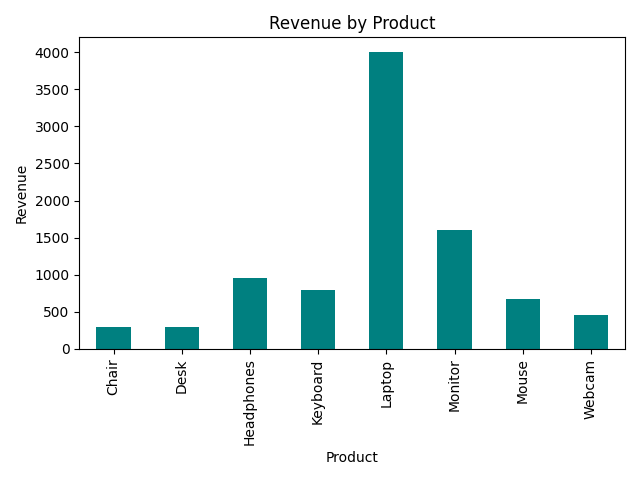 Revenue by Product
Revenue
4000
3500
3000
2500
2000
1500
1000
500
0
Chair
Desk
Headphones
Keyboard
Laptop
Monitor
Mouse
Webcam
Product